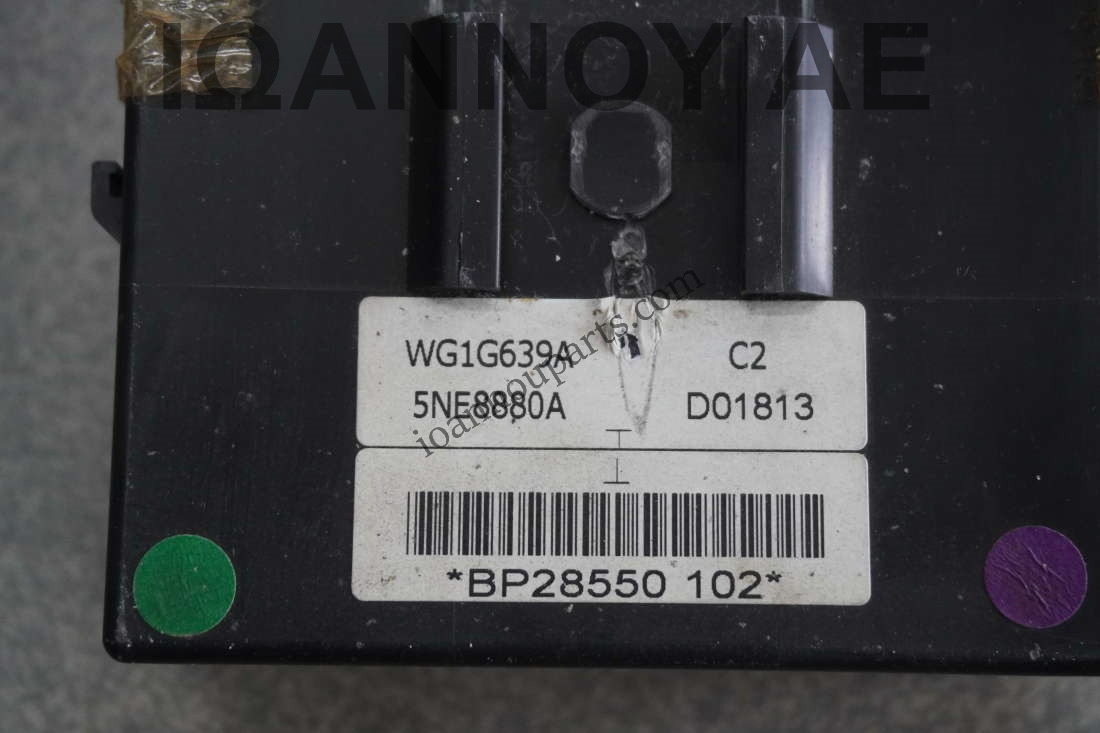 ΙΩΑΝΝΟΥ ΑΕ
WG1G639A C2
5NE8880A D01813
ioannouparts.com
*BP28550 102*